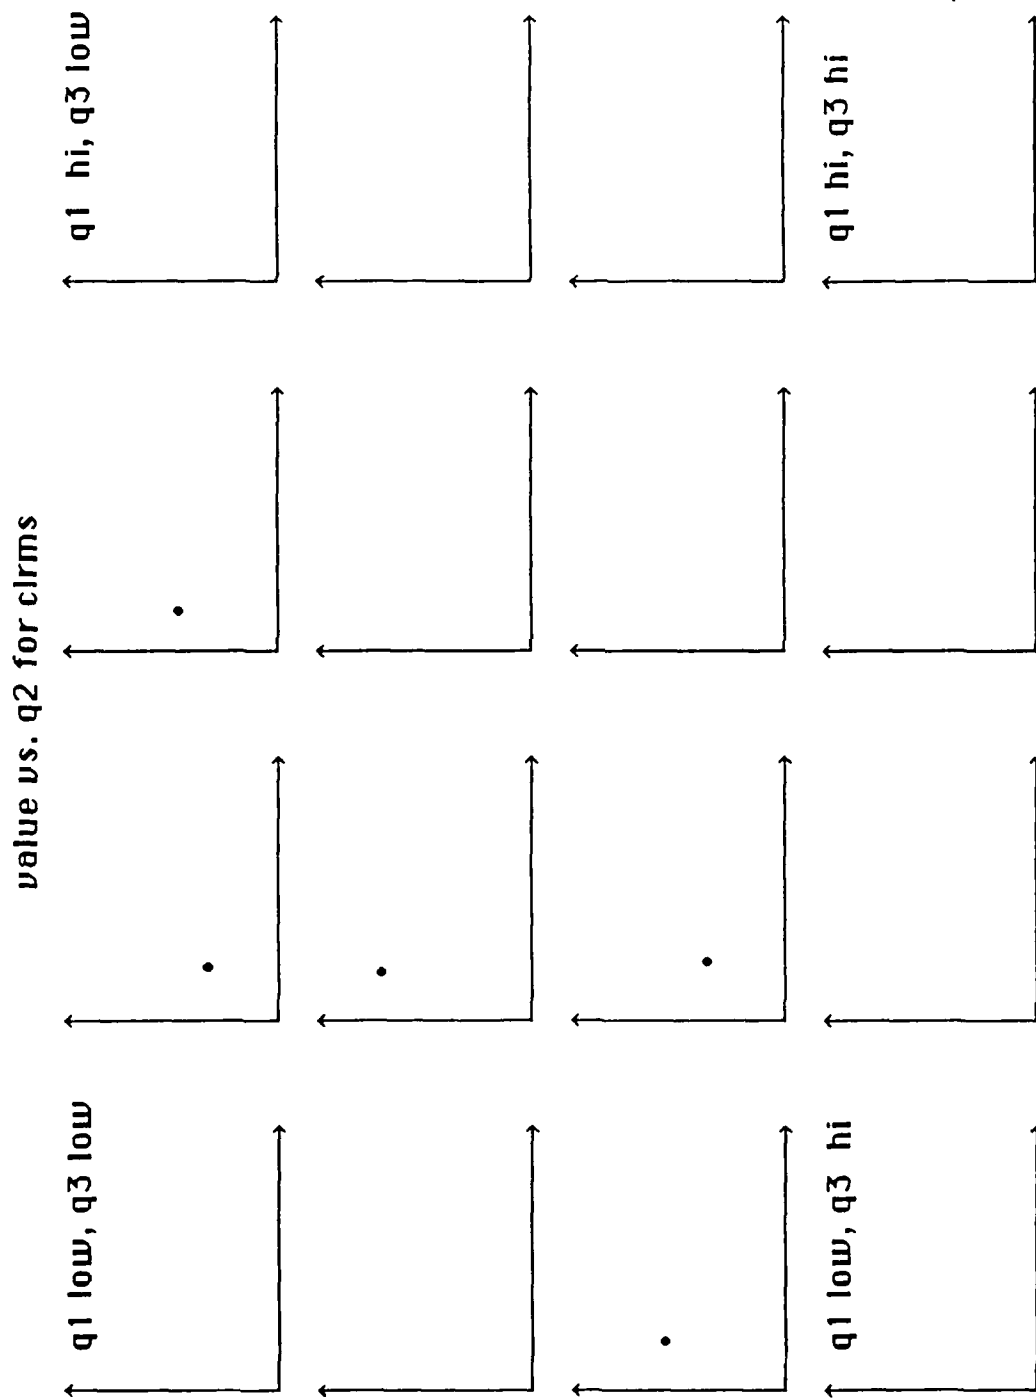 value vs. q2 for clrms
q1 low, q3 low
q1 hi, q3 low
q1 low, q3 hi
q1 hi, q3 hi